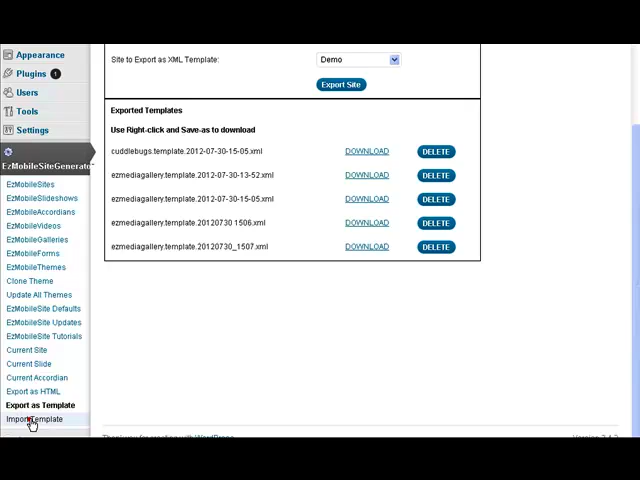 Appearance
Plugins 1
Users
Tools
Settings
EzMobileSiteGenerato
EzMobileSites
EzMobileSlideshows
EzMobileAccordians
EzMobileVideos
EzMobileGalleries
EzMobileForms
EzMobileThemes
Clone Theme
Update All Themes
EzMobileSite Defaults
EzMobileSite Updates
EzMobileSite Tutorials
Current Site
Current Slide
Current Accordian
Export as HTML
Export as Template
Import Template
Site to Export as XML Template: Demo
Export Site
Exported Templates
Use Right-click and Save-as to download
cuddlebugs.template.2012-07-30-15-05.xml DOWNLOAD DELETE
ezmediagallery.template.2012-07-30-13-52.xml DOWNLOAD DELETE
ezmediagallery.template.2012-07-30-15-05.xml DOWNLOAD DELETE
ezmediagallery.template.20120730 1506.xml DOWNLOAD DELETE
ezmediagallery.template.20120730_1507.xml DOWNLOAD DELETE